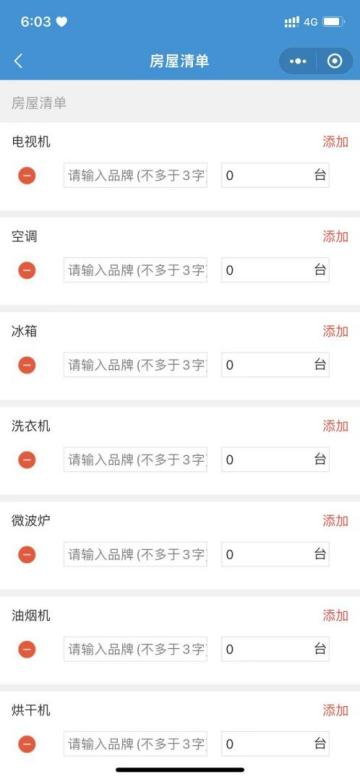 6:03
4G
房屋清单
房屋清单
电视机
添加
请输入品牌(不多于3字
0
台
空调
添加
请输入品牌(不多于3字
0
台
冰箱
添加
请输入品牌(不多于3字
0
台
洗衣机
添加
请输入品牌(不多于3字
0
台
微波炉
添加
请输入品牌(不多于3字
0
台
油烟机
添加
请输入品牌(不多于3字
0
台
烘干机
添加
请输入品牌(不多于3字
0
台